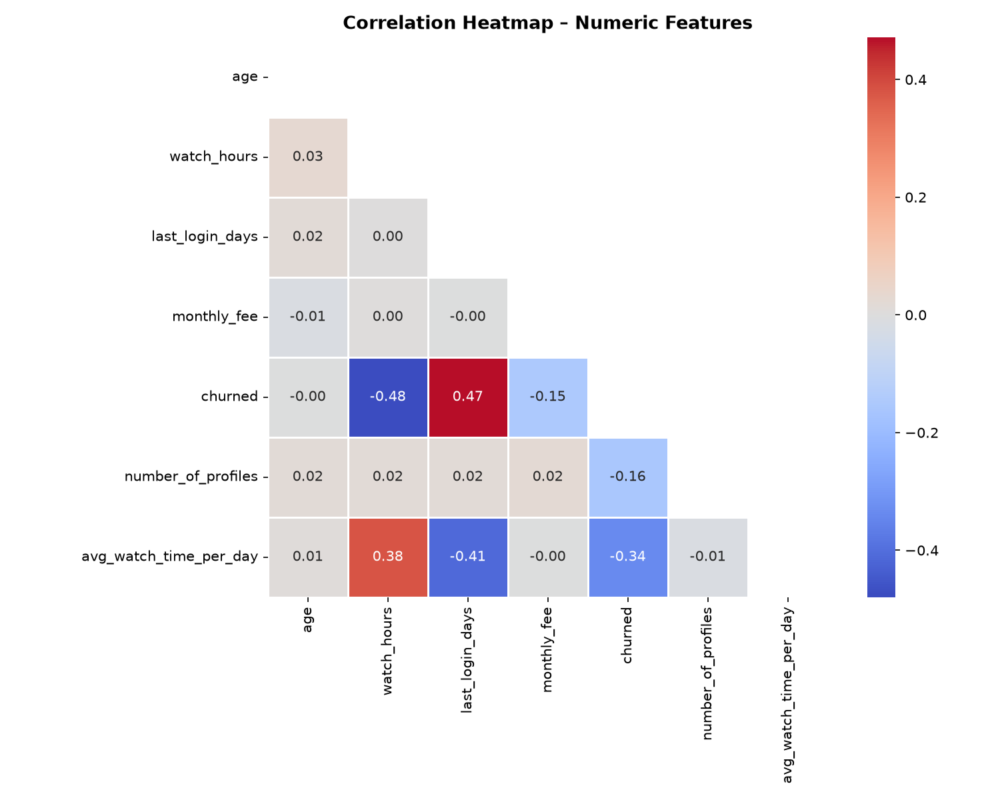 Correlation Heatmap – Numeric Features
age
watch_hours 0.03
last_login_days 0.02 0.00
monthly_fee -0.01 0.00 -0.00
churned -0.00 -0.48 0.47 -0.15
number_of_profiles 0.02 0.02 0.02 0.02 -0.16
avg_watch_time_per_day 0.01 0.38 -0.41 -0.00 -0.34 -0.01
age
watch_hours
last_login_days
monthly_fee
churned
number_of_profiles
avg_watch_time_per_day
0.4
0.2
0.0
−0.2
−0.4